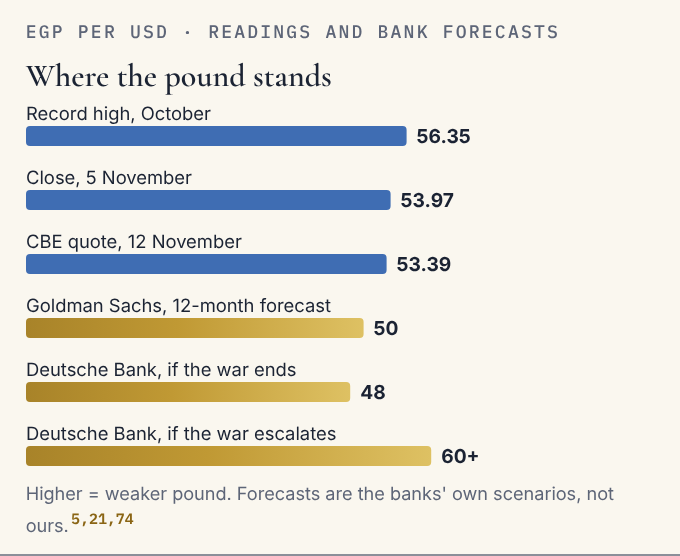 EGP PER USD · READINGS AND BANK FORECASTS
Where the pound stands
Record high, October
56.35
Close, 5 November
53.97
CBE quote, 12 November
53.39
Goldman Sachs, 12-month forecast
50
Deutsche Bank, if the war ends
48
Deutsche Bank, if the war escalates
60+
Higher = weaker pound. Forecasts are the banks' own scenarios, not
ours.5,21,74